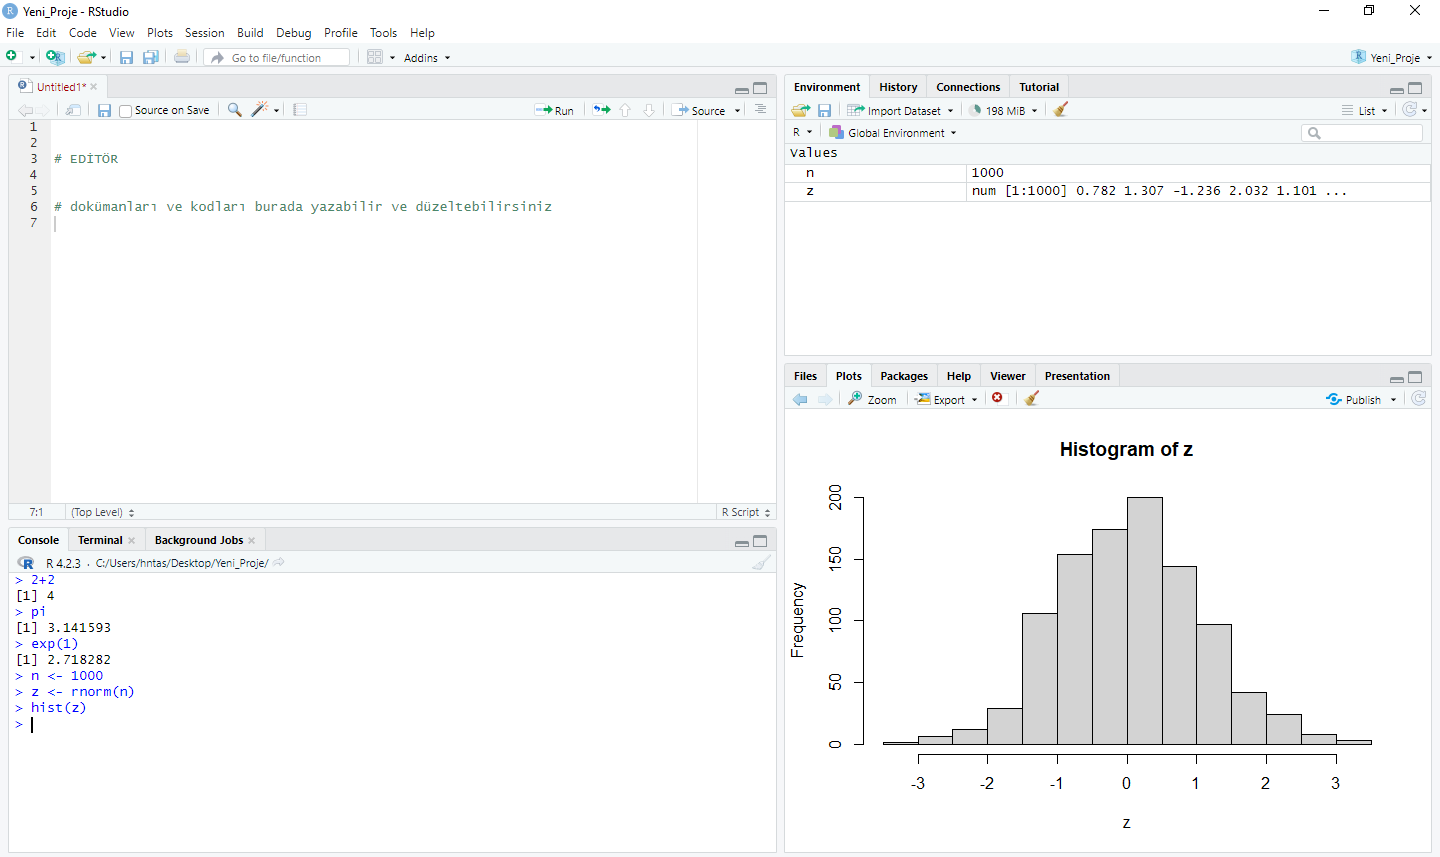 Yeni_Proje - RStudio
File Edit Code View Plots Session Build Debug Profile Tools Help
Go to file/function Addins Yeni_Proje
Untitled1*
Source on Save Run Source
1
2
3 # EDİTÖR
4
5
6 # dokümanları ve kodları burada yazabilir ve düzeltebilirsiniz
7
7:1 (Top Level) R Script
Console Terminal Background Jobs
R 4.2.3 · C:/Users/hntas/Desktop/Yeni_Proje/
> 2+2
[1] 4
> pi
[1] 3.141593
> exp(1)
[1] 2.718282
> n <- 1000
> z <- rnorm(n)
> hist(z)
>
Environment History Connections Tutorial
Import Dataset 198 MiB List
R Global Environment
Values
n 1000
z num [1:1000] 0.782 1.307 -1.236 2.032 1.101 ...
Files Plots Packages Help Viewer Presentation
Zoom Export Publish
Histogram of z
Frequency
200
150
100
50
0
-3 -2 -1 0 1 2 3
z